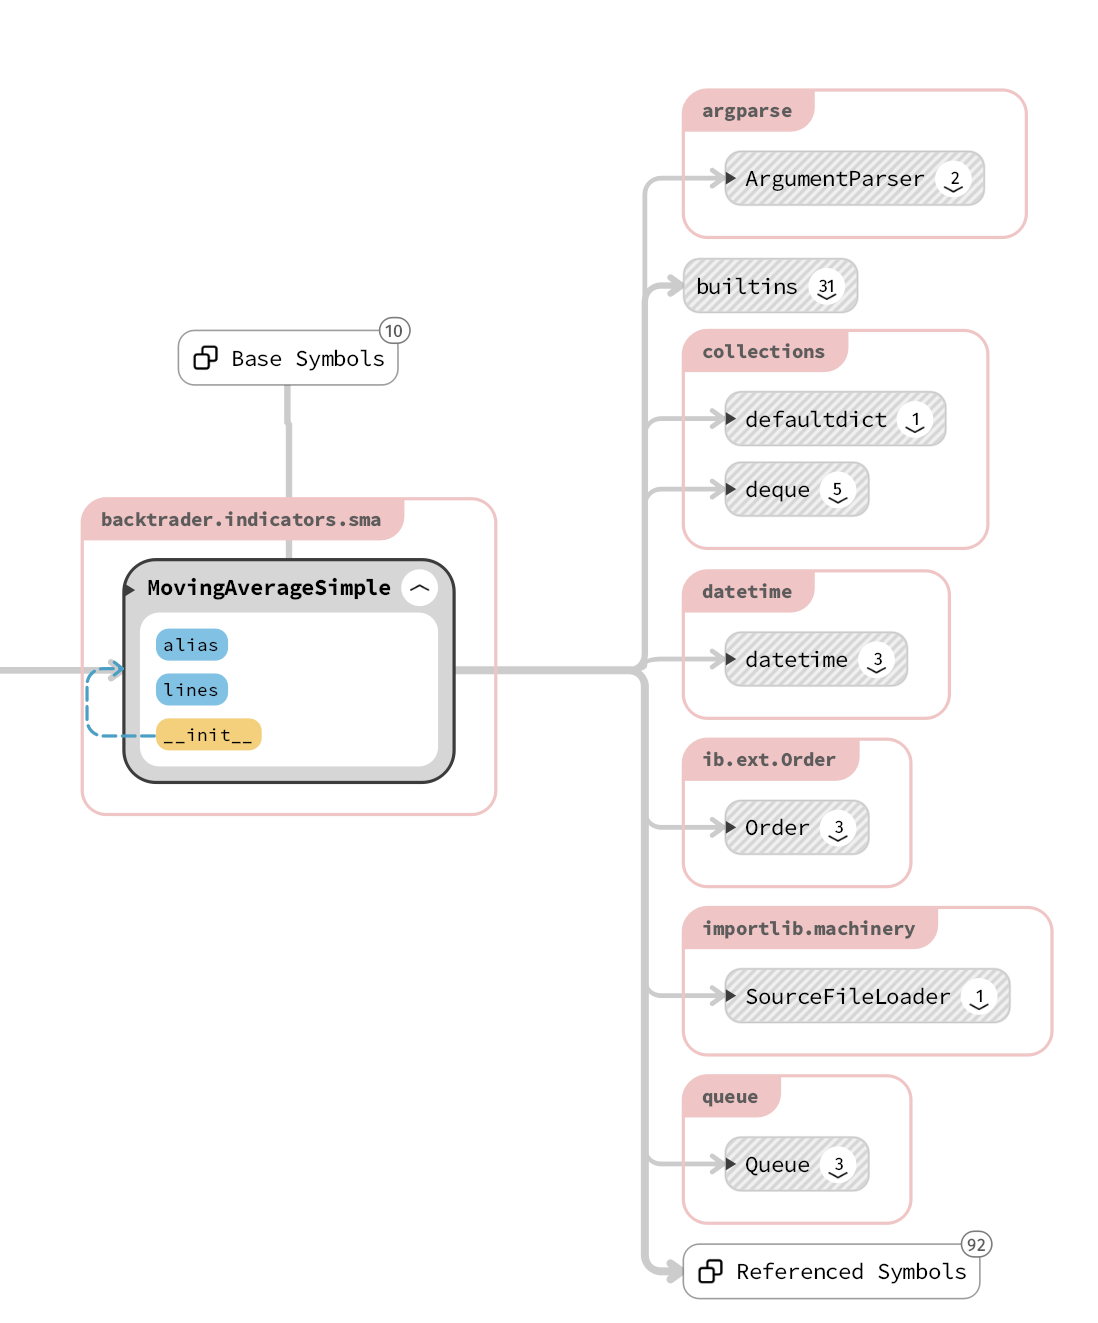 argparse
ArgumentParser 2
builtins 31
10
Base Symbols
collections
defaultdict 1
deque 5
backtrader.indicators.sma
MovingAverageSimple
alias
lines
__init__
datetime
datetime 3
ib.ext.Order
Order 3
importlib.machinery
SourceFileLoader 1
queue
Queue 3
92
Referenced Symbols